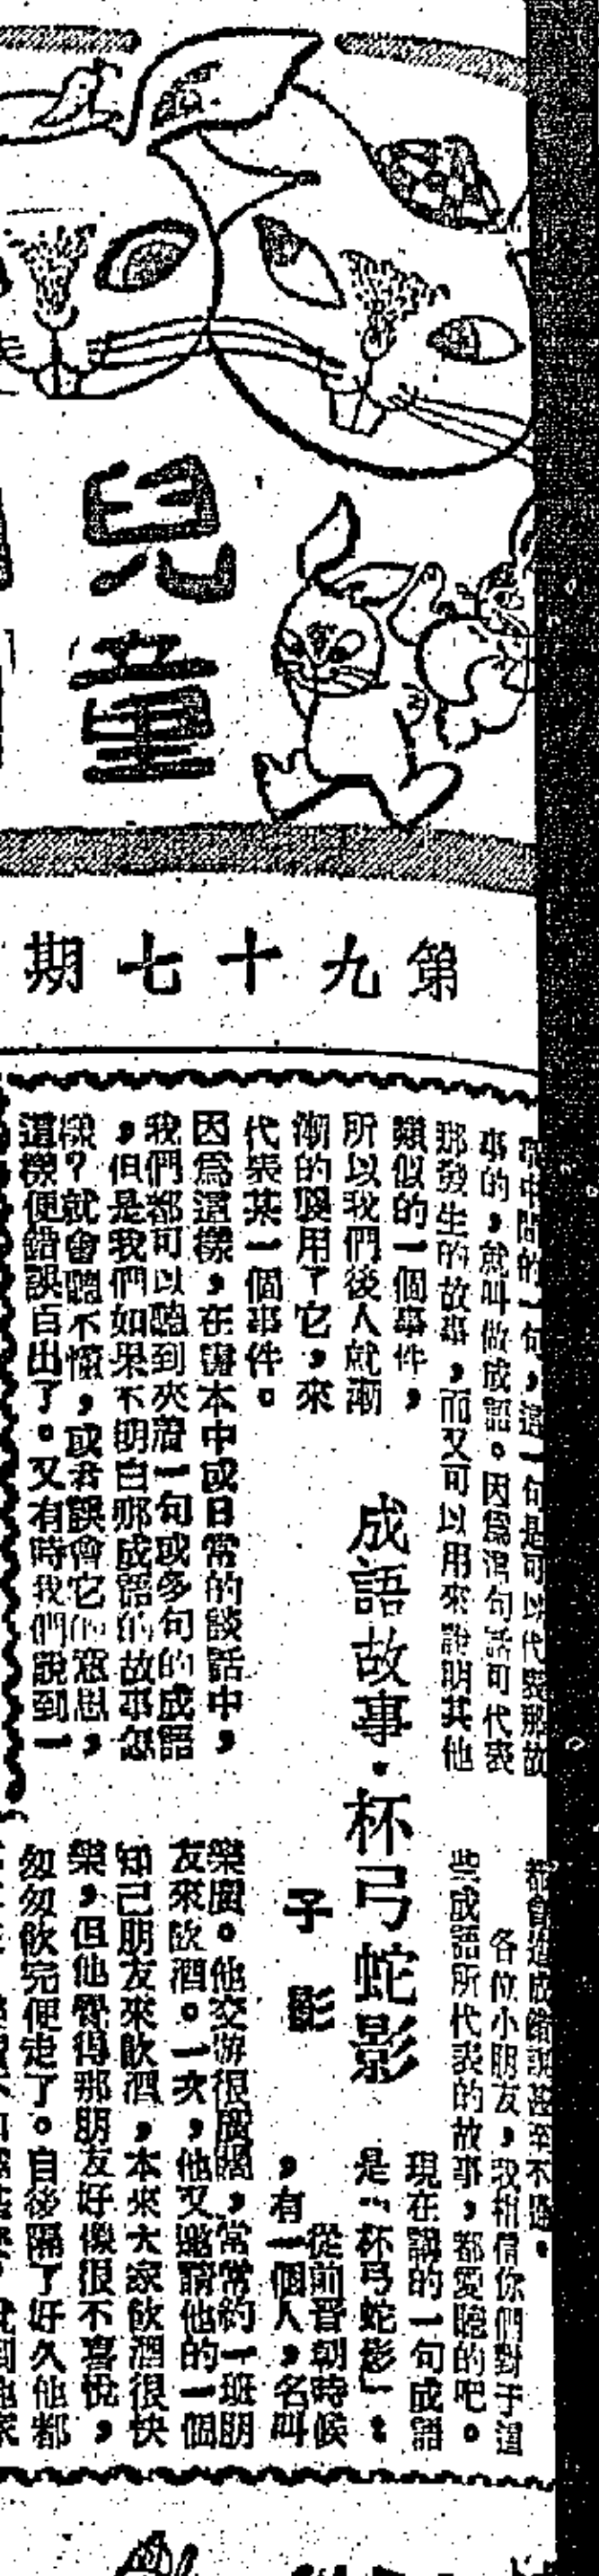 兒童
第九十七期
成語故事·杯弓蛇影
子影
中間的一句,這一句是可以代表那故
事的,就叫做成語。因爲這句話可代表
那發生的故事,而又可以用來說明其他
類似的一個事件,
所以我們後人就漸
漸的襲用了它,來
代表某一個事件。
因爲這樣,在書本中或日常的談話中,
我們都可以聽到夾着一句或多句的成語
,但是我們如果不明白那成語的故事怎
樣?就會聽不懂,或者誤會它的意思,
這樣便錯誤百出了。又有時我們說到一
都會造成錯誤甚至不通。
各位小朋友,我相信你們對于這
些成語所代表的故事,都愛聽的吧。
現在講的一句成語
是「杯弓蛇影」:
從前晉朝時候
,有一個人,名叫
樂廣。他交游很廣闊,常常約一班朋
友來飲酒。一次,他又邀請他的一個
知己朋友來飲酒,本來大家飲酒很快
樂,但他覺得那朋友好像很不喜悅,
匆匆飲完便走了。自後隔了好久他都